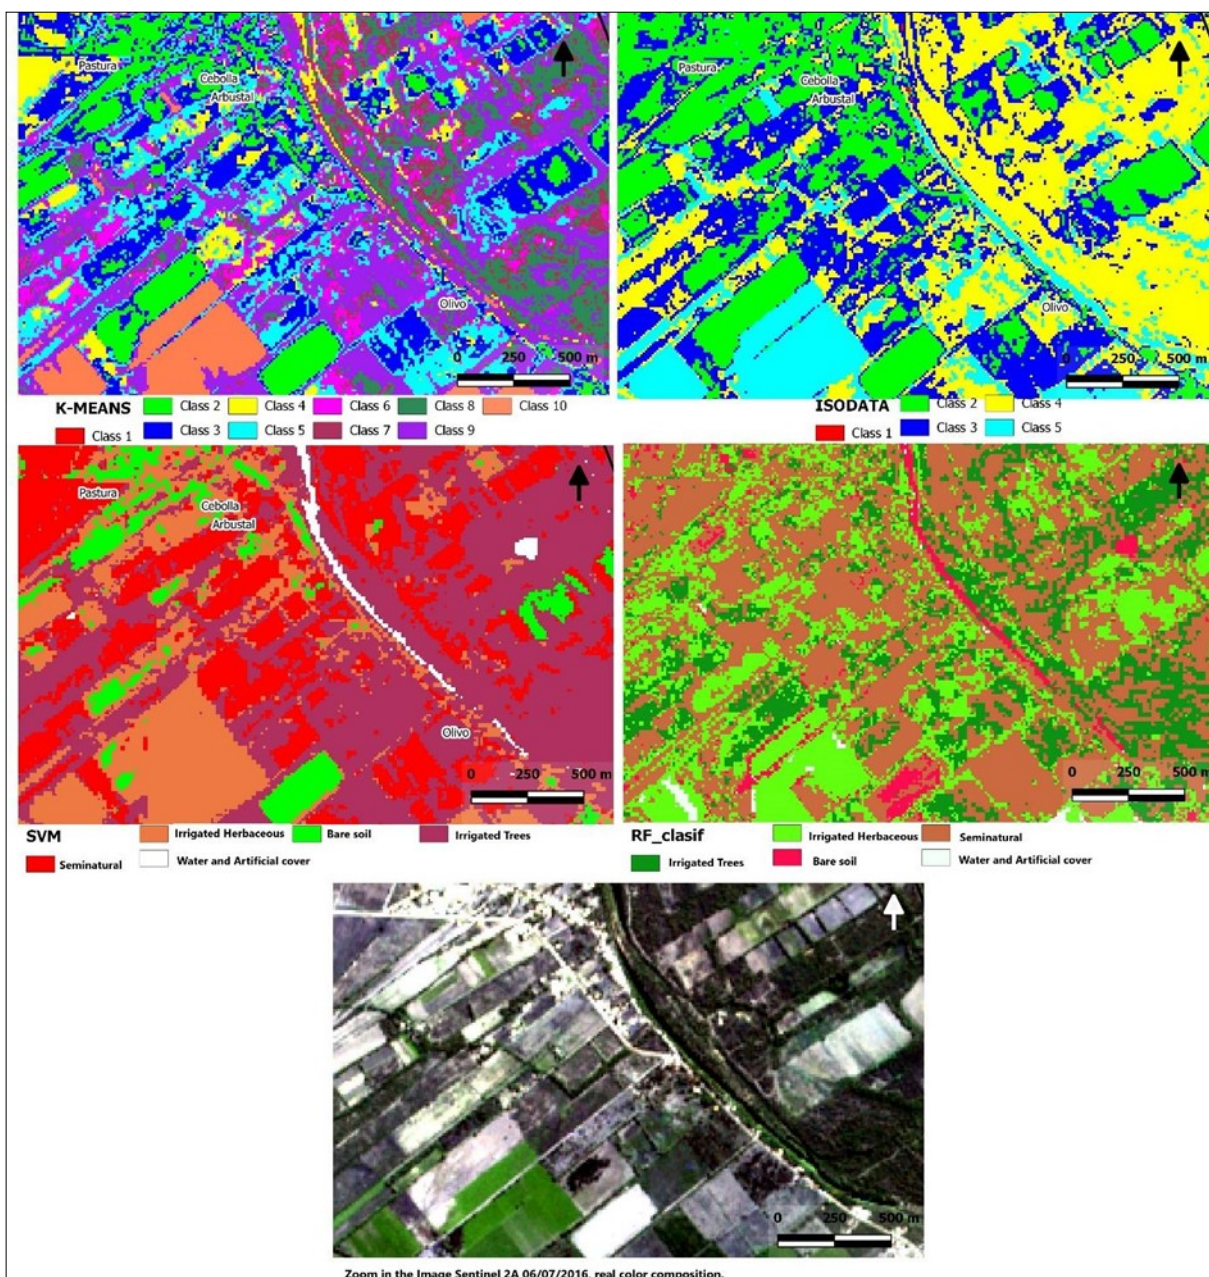 Pastura
Cebolla
Arbustal
Olivo
0 250 500 m
Pastura
Cebolla
Arbustal
Olivo
0 250 500 m
K-MEANS Class 2 Class 4 Class 6 Class 8 Class 10
Class 1 Class 3 Class 5 Class 7 Class 9
ISODATA Class 2 Class 4
Class 1 Class 3 Class 5
Pastura
Cebolla
Arbustal
Olivo
0 250 500 m
0 250 500 m
SVM Irrigated Herbaceous Bare soil Irrigated Trees
Seminatural Water and Artificial cover
RF_clasif Irrigated Herbaceous Seminatural
Irrigated Trees Bare soil Water and Artificial cover
0 250 500 m
Zoom in the Image Sentinel 2A 06/07/2016, real color composition.